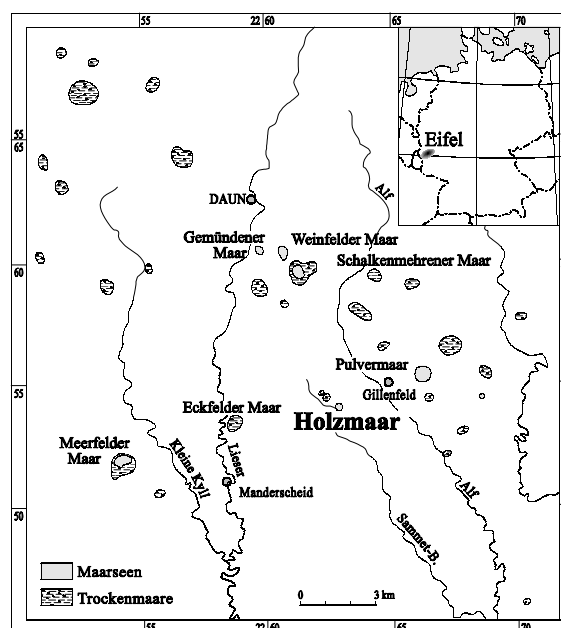 55
22 60
65
70
65
Eifel
Alf
DAUN
Gemündener
Maar
Weinfelder Maar
Schalkenmehrener Maar
60
Pulvermaar
Gillenfeld
55
Eckfelder Maar
Holzmaar
Meerfelder
Maar
Kleine Kyll
Lieser
Manderscheid
Alf
50
Sammet-B.
Maarseen
Trockenmaare
0
3 km
55
22 60
65
70